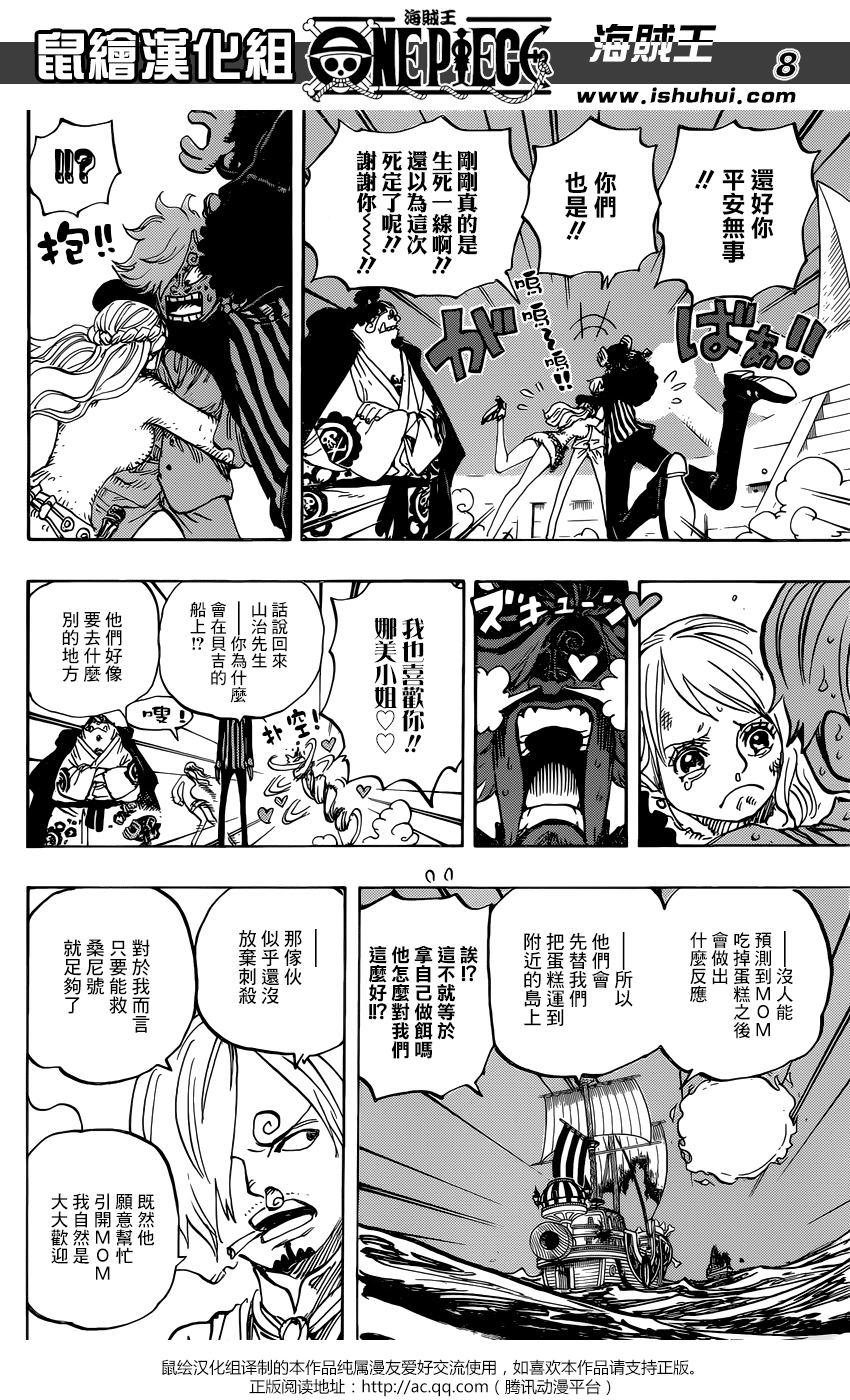 鼠繪漢化組
海賊王
ONE PIECE
海賊王
8
www.ishuhui.com
還好你
平安無事
!!
你們
也是!!
剛剛真的是
生死一線啊!!
還以為這次
死定了呢!!
謝謝你~~~!!
嗚
嗚
~
嗚
!!
ばぁ!!
が
!!?
抱!!
ズキューン
我也喜歡你!!
娜美小姐♡♡
撲空!
話說回來
山治先生
——你為什麼
會在貝吉的
船上!?
嗖!
他們好像
要去什麼
別的地方
——沒人能
預測到MOM
吃掉蛋糕之後
會做出
什麼反應
——所以
他們會
先替我們
把蛋糕運到
附近的島上
誒!?
這不就等於
拿自己做餌嗎
他怎麼對我們
這麼好!!?
——
那傢伙
似乎還沒
放棄刺殺
對於我而言
只要能救
桑尼號
就足夠了
既然他
願意幫忙
引開MOM
我自然是
大大歡迎
鼠绘汉化组译制的本作品纯属漫友爱好交流使用，如喜欢本作品请支持正版。
正版阅读地址：http://ac.qq.com（腾讯动漫平台）